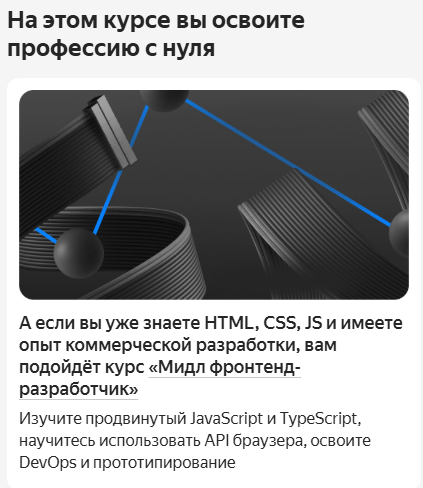 На этом курсе вы освоите
профессию с нуля
А если вы уже знаете HTML, CSS, JS и имеете
опыт коммерческой разработки, вам
подойдёт курс «Мидл фронтенд-
разработчик»
Изучите продвинутый JavaScript и TypeScript,
научитесь использовать API браузера, освоите
DevOps и прототипирование